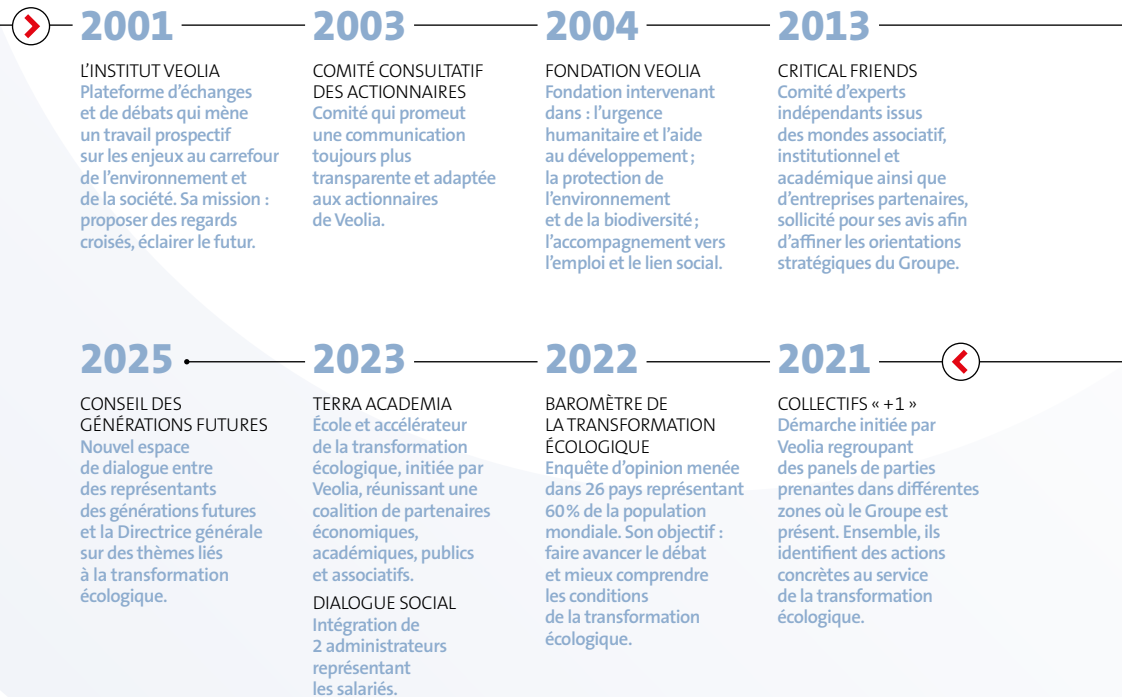 2001
L'INSTITUT VEOLIA
Plateforme d'échanges
et de débats qui mène
un travail prospectif
sur les enjeux au carrefour
de l'environnement et
de la société. Sa mission :
proposer des regards
croisés, éclairer le futur.
2003
COMITÉ CONSULTATIF
DES ACTIONNAIRES
Comité qui promeut
une communication
toujours plus
transparente et adaptée
aux actionnaires
de Veolia.
2004
FONDATION VEOLIA
Fondation intervenant
dans : l'urgence
humanitaire et l'aide
au développement ;
la protection de
l'environnement
et de la biodiversité ;
l'accompagnement vers
l'emploi et le lien social.
2013
CRITICAL FRIENDS
Comité d'experts
indépendants issus
des mondes associatif,
institutionnel et
académique ainsi que
d'entreprises partenaires,
sollicité pour ses avis afin
d'affiner les orientations
stratégiques du Groupe.
2025
CONSEIL DES
GÉNÉRATIONS FUTURES
Nouvel espace
de dialogue entre
des représentants
des générations futures
et la Directrice générale
sur des thèmes liés
à la transformation
écologique.
2023
TERRA ACADEMIA
École et accélérateur
de la transformation
écologique, initiée par
Veolia, réunissant une
coalition de partenaires
économiques,
académiques, publics
et associatifs.
DIALOGUE SOCIAL
Intégration de
2 administrateurs
représentant
les salariés.
2022
BAROMÈTRE DE
LA TRANSFORMATION
ÉCOLOGIQUE
Enquête d'opinion menée
dans 26 pays représentant
60 % de la population
mondiale. Son objectif :
faire avancer le débat
et mieux comprendre
les conditions
de la transformation
écologique.
2021
COLLECTIFS « +1 »
Démarche initiée par
Veolia regroupant
des panels de parties
prenantes dans différentes
zones où le Groupe est
présent. Ensemble, ils
identifient des actions
concrètes au service
de la transformation
écologique.